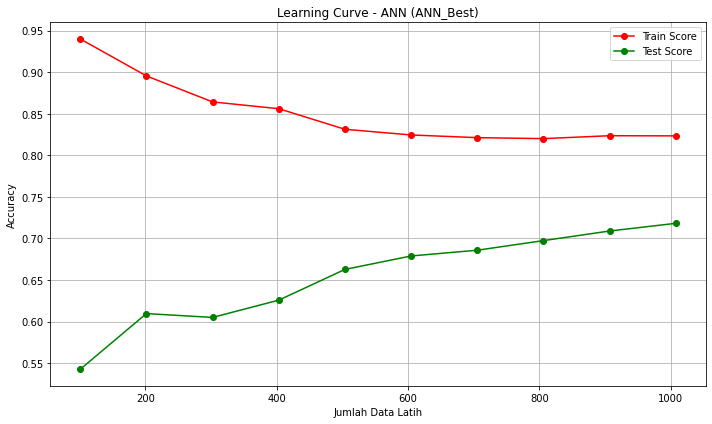 Learning Curve - ANN (ANN_Best)
Train Score
Test Score
Accuracy
0.95
0.90
0.85
0.80
0.75
0.70
0.65
0.60
0.55
200
400
600
800
1000
Jumlah Data Latih